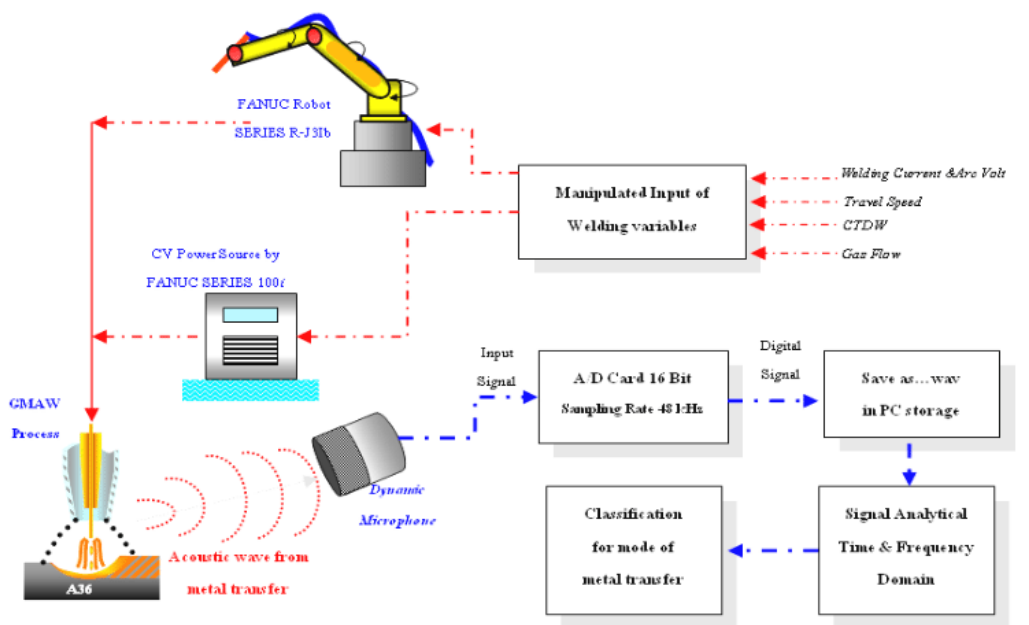 FANUC Robot
SERIES R-J3Ib
Manipulated Input of
Welding variables
Welding Current &Arc Volt
Travel Speed
CTDW
Gas Flow
CV PowerSource by
FANUC SERIES 100i
GMAW
Process
Input
Signal
A/D Card 16 Bit
Sampling Rate 48 kHz
Digital
Signal
Save as...wav
in PC storage
Dynamic
Microphone
Acoustic wave from
metal transfer
A36
Classification
for mode of
metal transfer
Signal Analytical
Time & Frequency
Domain